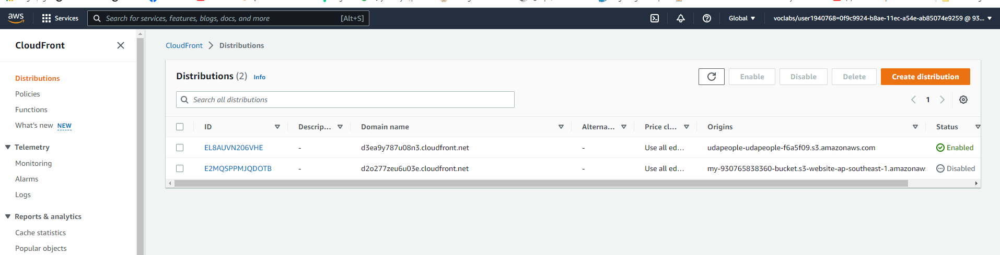 aws Services Search for services, features, blogs, docs, and more [Alt+S] Global voclabs/user1940768=0f9c9924-b8ae-11ec-a54e-ab85074e9259 @ 93...
CloudFront
Distributions
Policies
Functions
What's new NEW
Telemetry
Monitoring
Alarms
Logs
Reports & analytics
Cache statistics
Popular objects
CloudFront > Distributions
Distributions (2) Info
Enable Disable Delete Create distribution
Search all distributions
1
ID Descrip... Domain name Alterna... Price cl... Origins Status
EL8AUVN206VHE - d3ea9y787u08n3.cloudfront.net - Use all ed... udapeople-udapeople-f6a5f09.s3.amazonaws.com Enabled
E2MQSPPMJQDOTB - d2o277zeu6u03e.cloudfront.net - Use all ed... my-930765838360-bucket.s3-website-ap-southeast-1.amazonaws Disabled